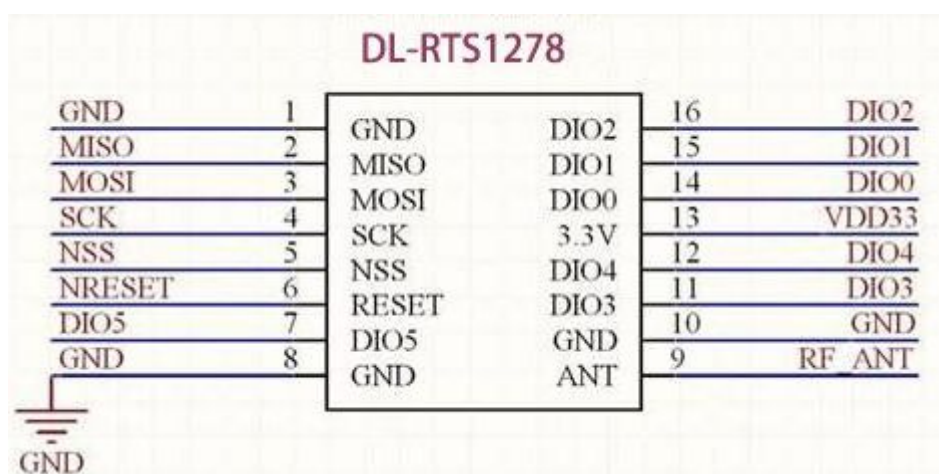 DL-RTS1278
GND 1 GND DIO2 16 DIO2
MISO 2 MISO DIO1 15 DIO1
MOSI 3 MOSI DIO0 14 DIO0
SCK 4 SCK 3.3V 13 VDD33
NSS 5 NSS DIO4 12 DIO4
NRESET 6 RESET DIO3 11 DIO3
DIO5 7 DIO5 GND 10 GND
GND 8 GND ANT 9 RF_ANT
GND